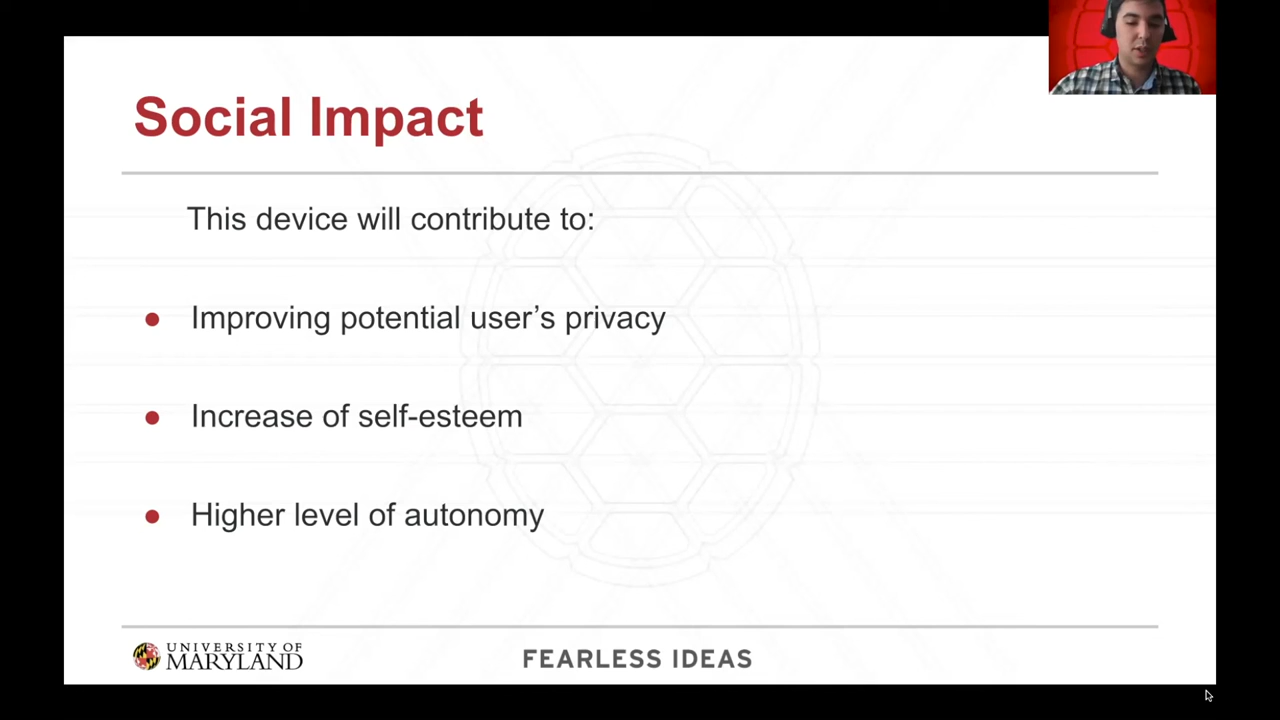 Social Impact
This device will contribute to:
● Improving potential user’s privacy
● Increase of self-esteem
● Higher level of autonomy
UNIVERSITY OF
MARYLAND
FEARLESS IDEAS